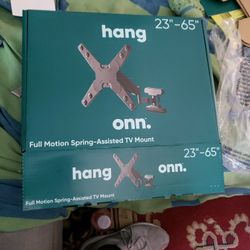 hang
23"-65"
onn.
Full Motion Spring-Assisted TV Mount
23"-65"
hang
onn.
Full Motion Spring-Assisted TV Mount